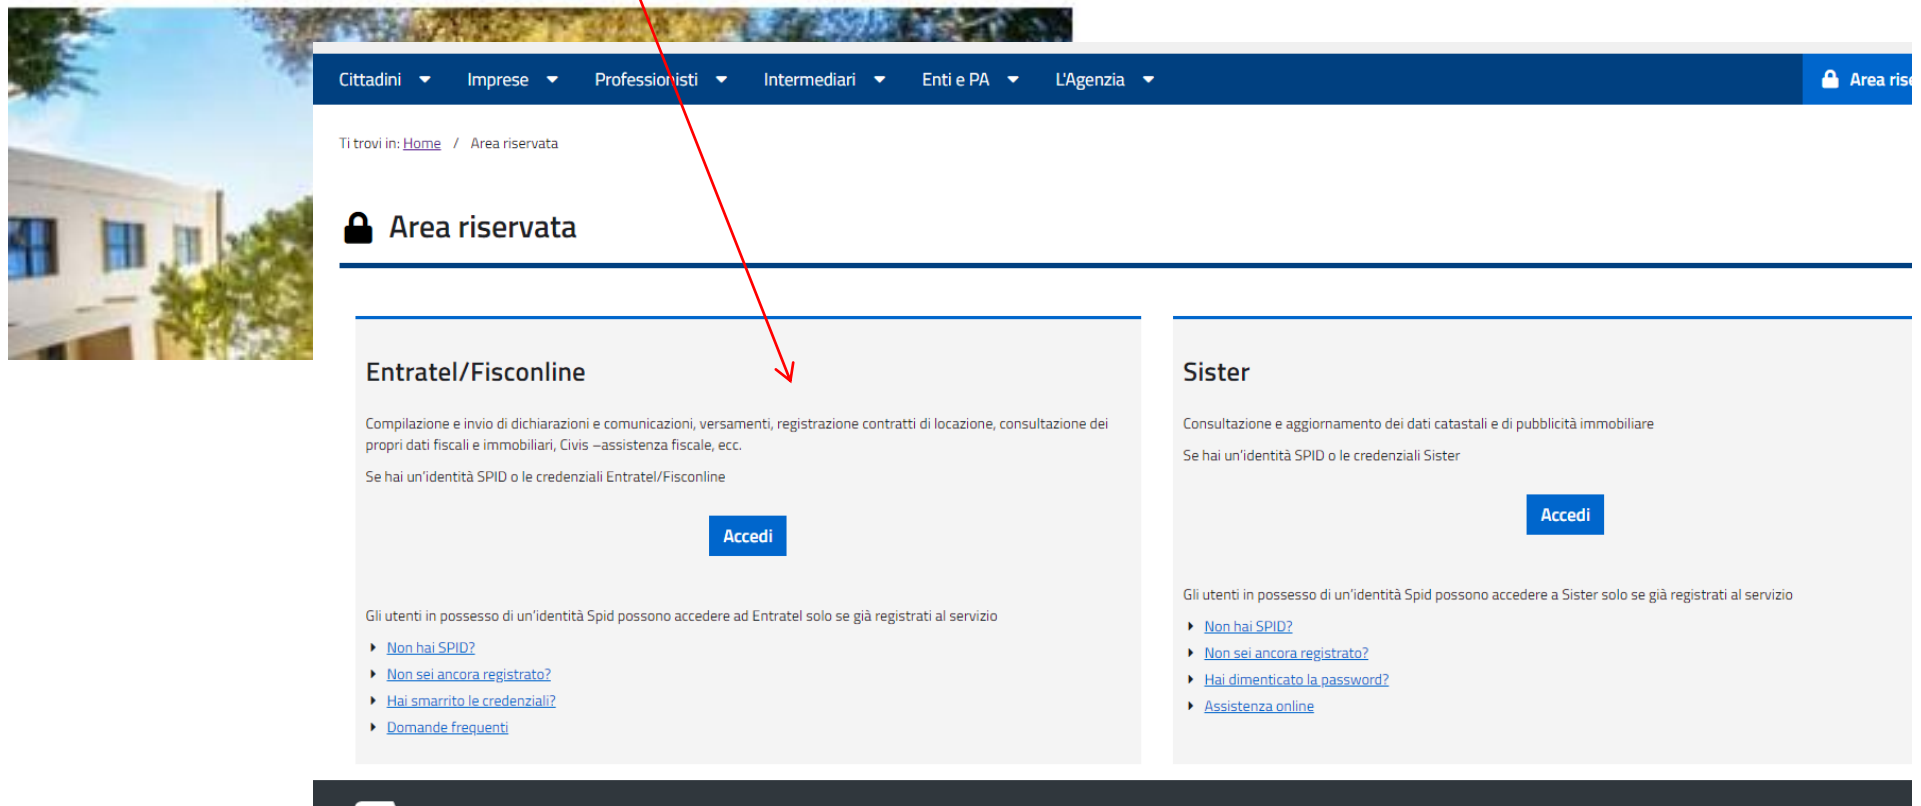 Cittadini Imprese Professionisti Intermediari Enti e PA L'Agenzia Area rise
Ti trovi in: Home / Area riservata
Area riservata
Entratel/Fisconline
Compilazione e invio di dichiarazioni e comunicazioni, versamenti, registrazione contratti di locazione, consultazione dei
propri dati fiscali e immobiliari, Civis –assistenza fiscale, ecc.
Se hai un'identità SPID o le credenziali Entratel/Fisconline
Accedi
Gli utenti in possesso di un'identità Spid possono accedere ad Entratel solo se già registrati al servizio
Non hai SPID?
Non sei ancora registrato?
Hai smarrito le credenziali?
Domande frequenti
Sister
Consultazione e aggiornamento dei dati catastali e di pubblicità immobiliare
Se hai un'identità SPID o le credenziali Sister
Accedi
Gli utenti in possesso di un'identità Spid possono accedere a Sister solo se già registrati al servizio
Non hai SPID?
Non sei ancora registrato?
Hai dimenticato la password?
Assistenza online